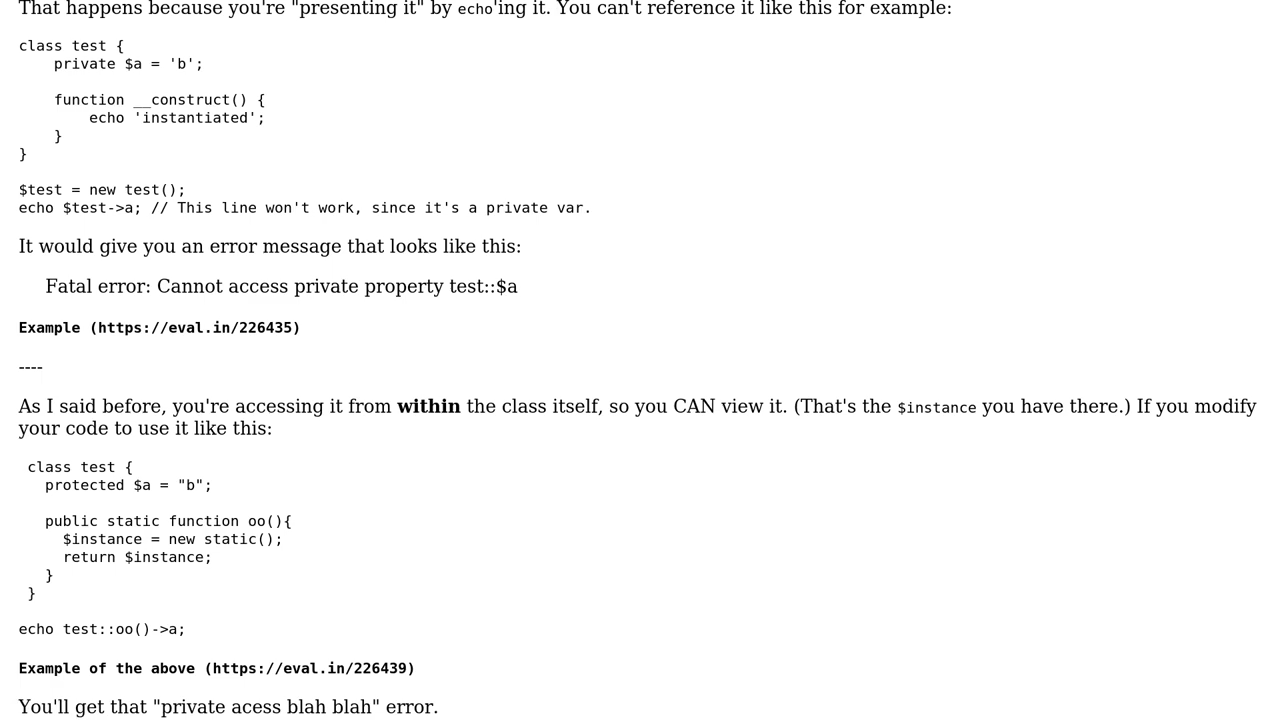 That happens because you're "presenting it" by echo'ing it. You can't reference it like this for example:
class test {
    private $a = 'b';

    function __construct() {
        echo 'instantiated';
    }
}

$test = new test();
echo $test->a; // This line won't work, since it's a private var.
It would give you an error message that looks like this:
Fatal error: Cannot access private property test::$a
Example (https://eval.in/226435)
----
As I said before, you're accessing it from within the class itself, so you CAN view it. (That's the $instance you have there.) If you modify
your code to use it like this:
 class test {
   protected $a = "b";

   public static function oo(){
     $instance = new static();
     return $instance;
   }
 }

echo test::oo()->a;
Example of the above (https://eval.in/226439)
You'll get that "private acess blah blah" error.